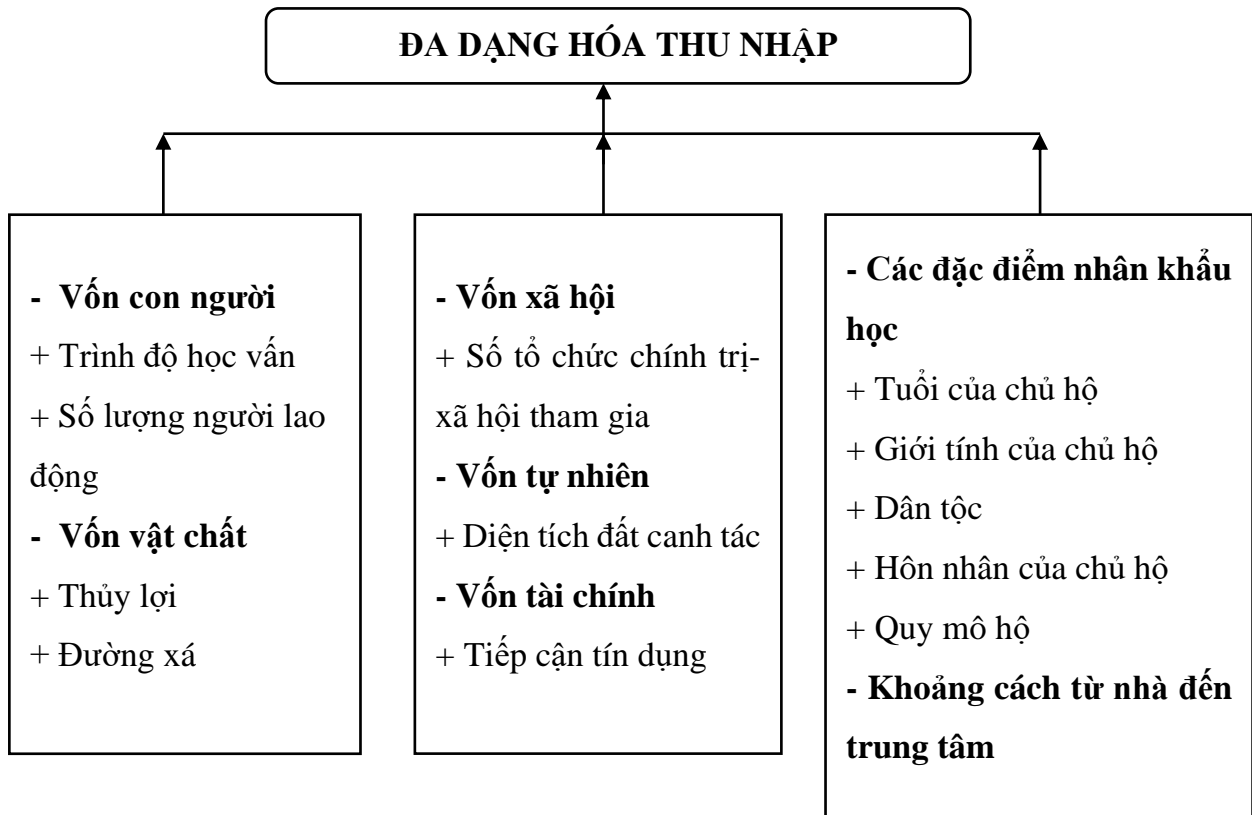 ĐA DẠNG HÓA THU NHẬP
- Vốn con người
+ Trình độ học vấn
+ Số lượng người lao
động
- Vốn vật chất
+ Thủy lợi
+ Đường xá
- Vốn xã hội
+ Số tổ chức chính trị-
xã hội tham gia
- Vốn tự nhiên
+ Diện tích đất canh tác
- Vốn tài chính
+ Tiếp cận tín dụng
- Các đặc điểm nhân khẩu
học
+ Tuổi của chủ hộ
+ Giới tính của chủ hộ
+ Dân tộc
+ Hôn nhân của chủ hộ
+ Quy mô hộ
- Khoảng cách từ nhà đến
trung tâm